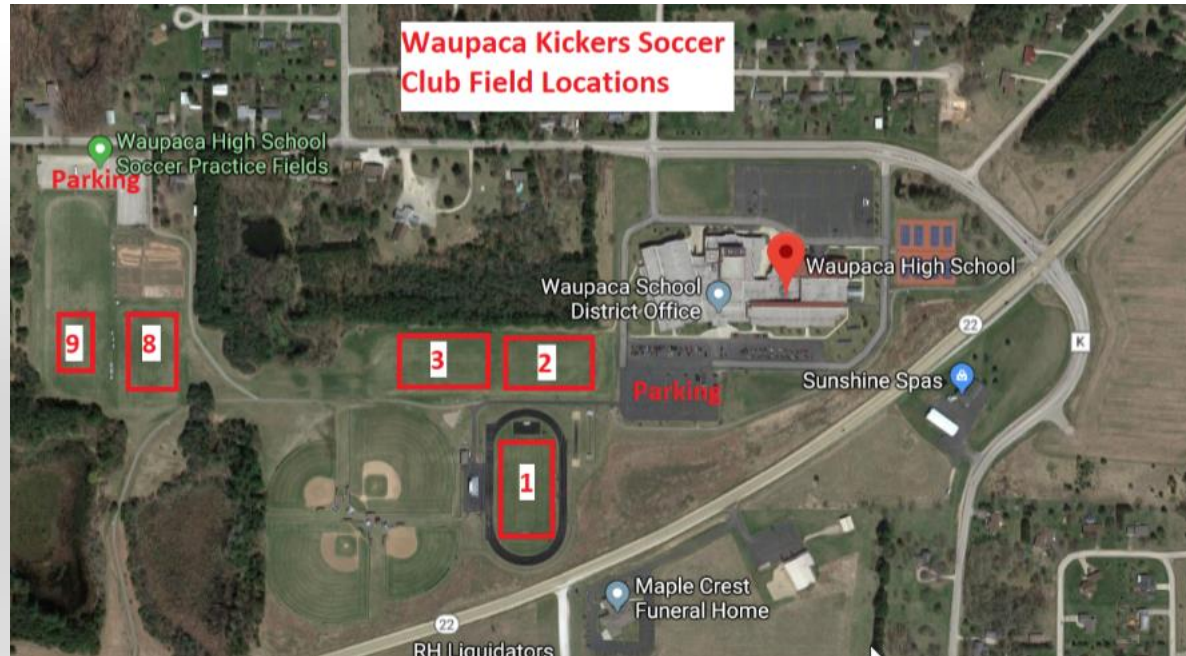 Waupaca Kickers Soccer
Club Field Locations
Waupaca High School
Soccer Practice Fields
Parking
Waupaca High School
Waupaca School
District Office
22
K
9
8
3
2
Parking
Sunshine Spas
1
Maple Crest
Funeral Home
22
RH Liquidators